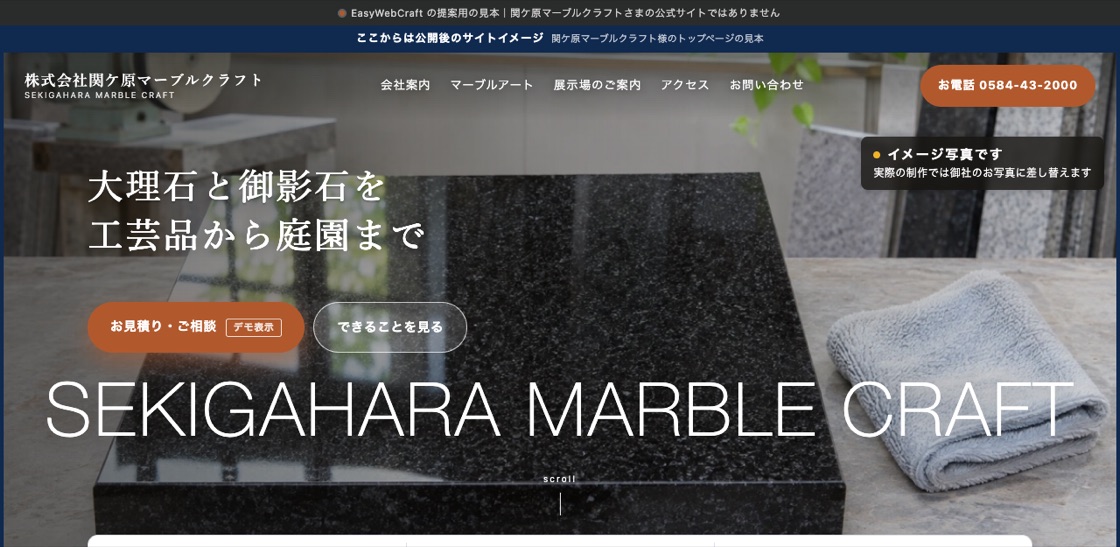 EasyWebCraft の提案用の見本｜関ケ原マーブルクラフトさまの公式サイトではありません
ここからは公開後のサイトイメージ 関ケ原マーブルクラフト様のトップページの見本
株式会社関ケ原マーブルクラフト
SEKIGAHARA MARBLE CRAFT
会社案内 マーブルアート 展示場のご案内 アクセス お問い合わせ
お電話 0584-43-2000
イメージ写真です
実際の制作では御社のお写真に差し替えます
大理石と御影石を
工芸品から庭園まで
お見積り・ご相談 デモ表示 できることを見る
SEKIGAHARA MARBLE CRAFT
scroll